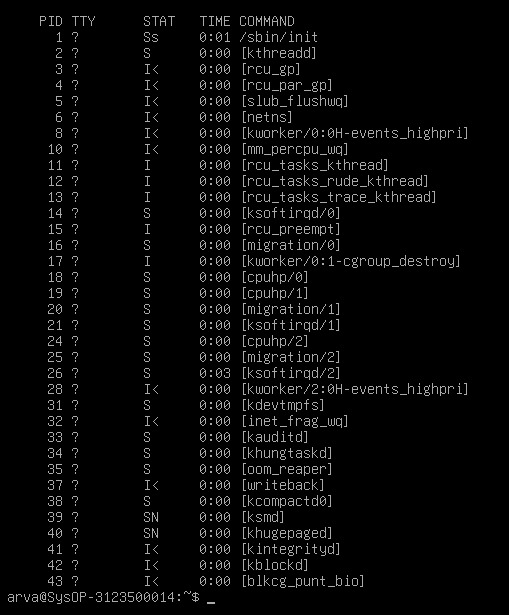 PID TTY STAT TIME COMMAND
1 ? Ss 0:01 /sbin/init
2 ? S 0:00 [kthreadd]
3 ? I< 0:00 [rcu_gp]
4 ? I< 0:00 [rcu_par_gp]
5 ? I< 0:00 [slub_flushwq]
6 ? I< 0:00 [netns]
8 ? I< 0:00 [kworker/0:0H-events_highpri]
10 ? I< 0:00 [mm_percpu_wq]
11 ? I 0:00 [rcu_tasks_kthread]
12 ? I 0:00 [rcu_tasks_rude_kthread]
13 ? I 0:00 [rcu_tasks_trace_kthread]
14 ? S 0:00 [ksoftirqd/0]
15 ? I 0:00 [rcu_preempt]
16 ? S 0:00 [migration/0]
17 ? I 0:00 [kworker/0:1-cgroup_destroy]
18 ? S 0:00 [cpuhp/0]
19 ? S 0:00 [cpuhp/1]
20 ? S 0:00 [migration/1]
21 ? S 0:00 [ksoftirqd/1]
24 ? S 0:00 [cpuhp/2]
25 ? S 0:00 [migration/2]
26 ? S 0:03 [ksoftirqd/2]
28 ? I< 0:00 [kworker/2:0H-events_highpri]
31 ? S 0:00 [kdevtmpfs]
32 ? I< 0:00 [inet_frag_wq]
33 ? S 0:00 [kauditd]
34 ? S 0:00 [khungtaskd]
35 ? S 0:00 [oom_reaper]
37 ? I< 0:00 [writeback]
38 ? S 0:00 [kcompactd0]
39 ? SN 0:00 [ksmd]
40 ? SN 0:00 [khugepaged]
41 ? I< 0:00 [kintegrityd]
42 ? I< 0:00 [kblockd]
43 ? I< 0:00 [blkcg_punt_bio]
arva@SysOP-3123500014:~$ _